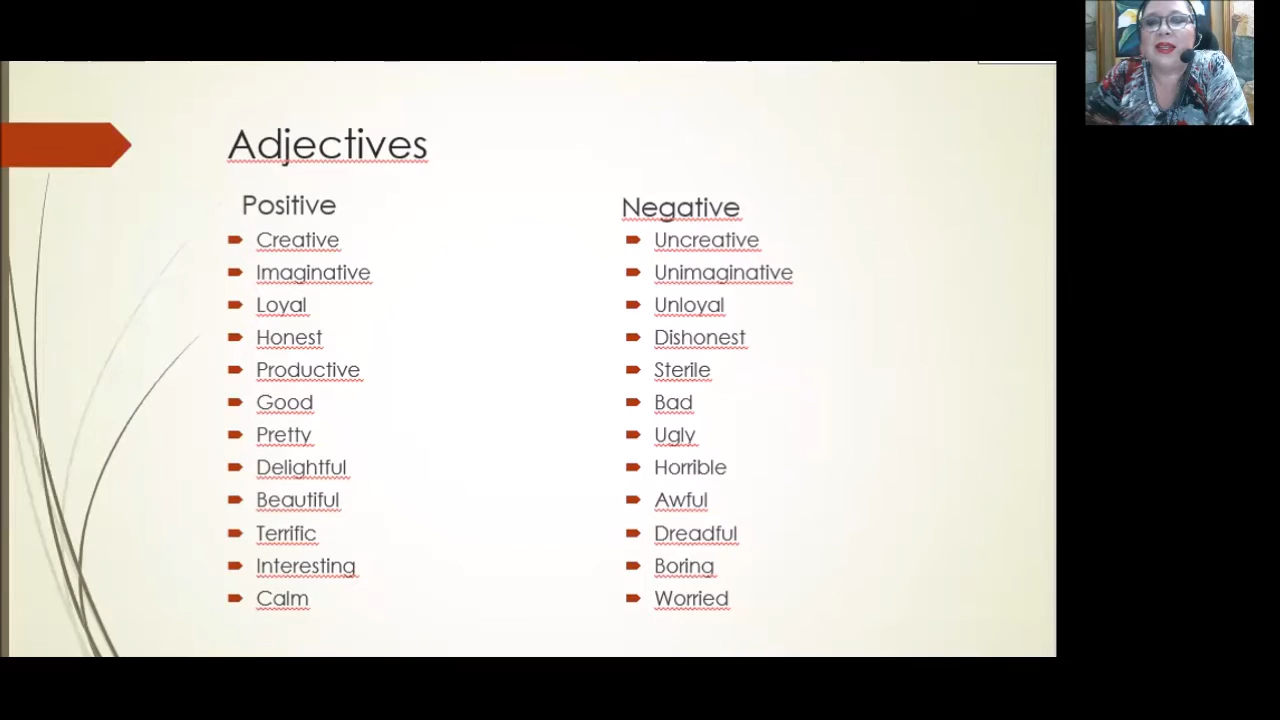 Adjectives
Positive
Creative
Imaginative
Loyal
Honest
Productive
Good
Pretty
Delightful
Beautiful
Terrific
Interesting
Calm
Negative
Uncreative
Unimaginative
Unloyal
Dishonest
Sterile
Bad
Ugly
Horrible
Awful
Dreadful
Boring
Worried